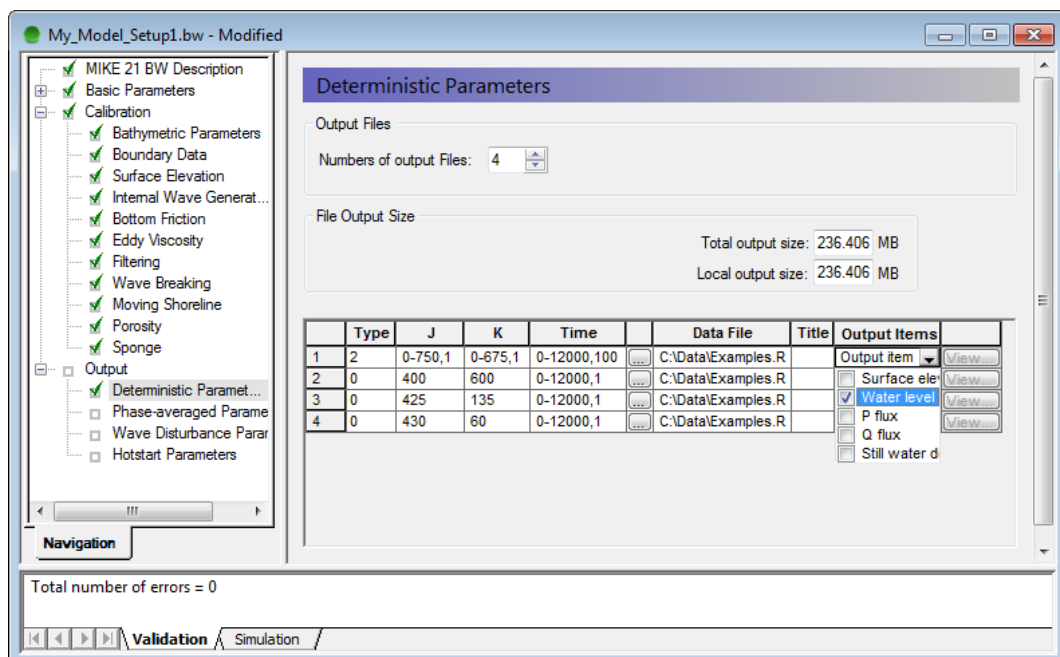 My_Model_Setup1.bw - Modified
MIKE 21 BW Description
Basic Parameters
Calibration
Bathymetric Parameters
Boundary Data
Surface Elevation
Internal Wave Generat...
Bottom Friction
Eddy Viscosity
Filtering
Wave Breaking
Moving Shoreline
Porosity
Sponge
Output
Deterministic Paramet...
Phase-averaged Parame
Wave Disturbance Parar
Hotstart Parameters
Navigation
Deterministic Parameters
Output Files
Numbers of output Files: 4
File Output Size
Total output size: 236.406 MB
Local output size: 236.406 MB
Type J K Time Data File Title Output Items
1 2 0-750,1 0-675,1 0-12000,100 ... C:\Data\Examples.R Output item View...
2 0 400 600 0-12000,1 ... C:\Data\Examples.R Surface elev View...
3 0 425 135 0-12000,1 ... C:\Data\Examples.R Water level View...
4 0 430 60 0-12000,1 ... C:\Data\Examples.R P flux View...
Q flux
Still water d
Total number of errors = 0
Validation Simulation